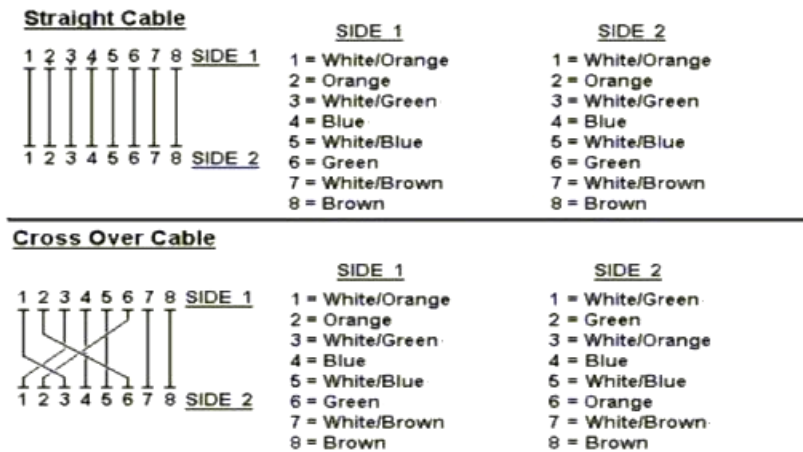 Straight Cable
1 2 3 4 5 6 7 8 SIDE 1
1 2 3 4 5 6 7 8 SIDE 2
SIDE 1
1 = White/Orange
2 = Orange
3 = White/Green
4 = Blue
5 = White/Blue
6 = Green
7 = White/Brown
8 = Brown
SIDE 2
1 = White/Orange
2 = Orange
3 = White/Green
4 = Blue
5 = White/Blue
6 = Green
7 = White/Brown
8 = Brown
Cross Over Cable
1 2 3 4 5 6 7 8 SIDE 1
1 2 3 4 5 6 7 8 SIDE 2
SIDE 1
1 = White/Orange
2 = Orange
3 = White/Green
4 = Blue
5 = White/Blue
6 = Green
7 = White/Brown
8 = Brown
SIDE 2
1 = White/Green
2 = Green
3 = White/Orange
4 = Blue
5 = White/Blue
6 = Orange
7 = White/Brown
8 = Brown